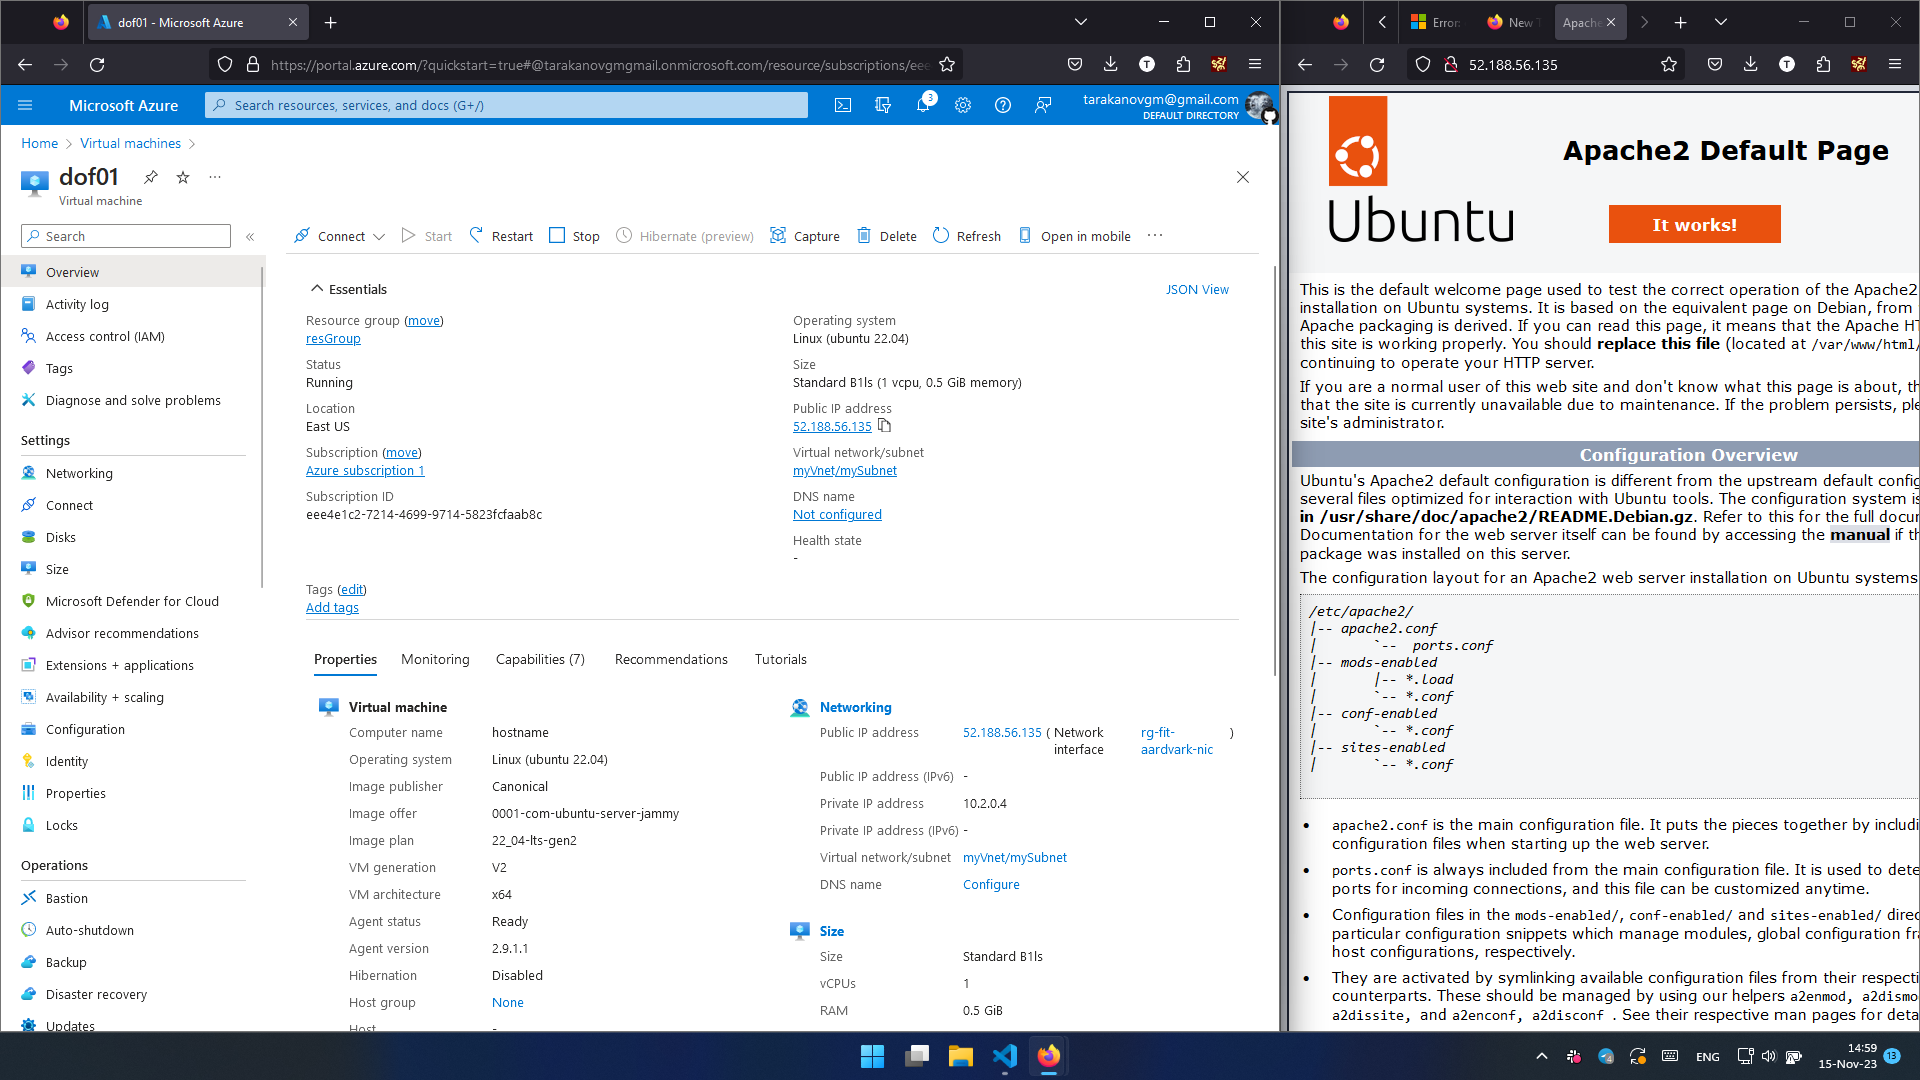 dof01 - Microsoft Azure
https://portal.azure.com/?quickstart=true#@tarakanovgmgmail.onmicrosoft.com/resource/subscriptions/eee
Microsoft Azure
Search resources, services, and docs (G+/)
3
tarakanovgm@gmail.com
DEFAULT DIRECTORY
Home
Virtual machines
dof01
Virtual machine
Search
Overview
Activity log
Access control (IAM)
Tags
Diagnose and solve problems
Settings
Networking
Connect
Disks
Size
Microsoft Defender for Cloud
Advisor recommendations
Extensions + applications
Availability + scaling
Configuration
Identity
Properties
Locks
Operations
Bastion
Auto-shutdown
Backup
Disaster recovery
Updates
Connect
Start
Restart
Stop
Hibernate (preview)
Capture
Delete
Refresh
Open in mobile
Essentials
JSON View
Resource group (move)
resGroup
Status
Running
Location
East US
Subscription (move)
Azure subscription 1
Subscription ID
eee4e1c2-7214-4699-9714-5823fcfaab8c
Operating system
Linux (ubuntu 22.04)
Size
Standard B1ls (1 vcpu, 0.5 GiB memory)
Public IP address
52.188.56.135
Virtual network/subnet
myVnet/mySubnet
DNS name
Not configured
Health state
-
Tags (edit)
Add tags
Properties
Monitoring
Capabilities (7)
Recommendations
Tutorials
Virtual machine
Computer name hostname
Operating system Linux (ubuntu 22.04)
Image publisher Canonical
Image offer 0001-com-ubuntu-server-jammy
Image plan 22_04-lts-gen2
VM generation V2
VM architecture x64
Agent status Ready
Agent version 2.9.1.1
Hibernation Disabled
Host group None
Host -
Networking
Public IP address 52.188.56.135 ( Network interface rg-fit-aardvark-nic )
Public IP address (IPv6) -
Private IP address 10.2.0.4
Private IP address (IPv6) -
Virtual network/subnet myVnet/mySubnet
DNS name Configure
Size
Size Standard B1ls
vCPUs 1
RAM 0.5 GiB
Error:
New T
Apache
52.188.56.135
Apache2 Default Page
Ubuntu
It works!
This is the default welcome page used to test the correct operation of the Apache2
installation on Ubuntu systems. It is based on the equivalent page on Debian, from
Apache packaging is derived. If you can read this page, it means that the Apache HT
this site is working properly. You should replace this file (located at /var/www/html/
continuing to operate your HTTP server.
If you are a normal user of this web site and don't know what this page is about, th
that the site is currently unavailable due to maintenance. If the problem persists, ple
site's administrator.
Configuration Overview
Ubuntu's Apache2 default configuration is different from the upstream default config
several files optimized for interaction with Ubuntu tools. The configuration system is
in /usr/share/doc/apache2/README.Debian.gz. Refer to this for the full docu
Documentation for the web server itself can be found by accessing the manual if th
package was installed on this server.
The configuration layout for an Apache2 web server installation on Ubuntu systems
/etc/apache2/
|-- apache2.conf
| `-- ports.conf
|-- mods-enabled
| |-- *.load
| `-- *.conf
|-- conf-enabled
| `-- *.conf
|-- sites-enabled
| `-- *.conf
• apache2.conf is the main configuration file. It puts the pieces together by includi
configuration files when starting up the web server.
• ports.conf is always included from the main configuration file. It is used to dete
ports for incoming connections, and this file can be customized anytime.
• Configuration files in the mods-enabled/, conf-enabled/ and sites-enabled/ direc
particular configuration snippets which manage modules, global configuration fra
host configurations, respectively.
• They are activated by symlinking available configuration files from their respecti
counterparts. These should be managed by using our helpers a2enmod, a2dismo
a2dissite, and a2enconf, a2disconf . See their respective man pages for deta
ENG
14:59
15-Nov-23
13